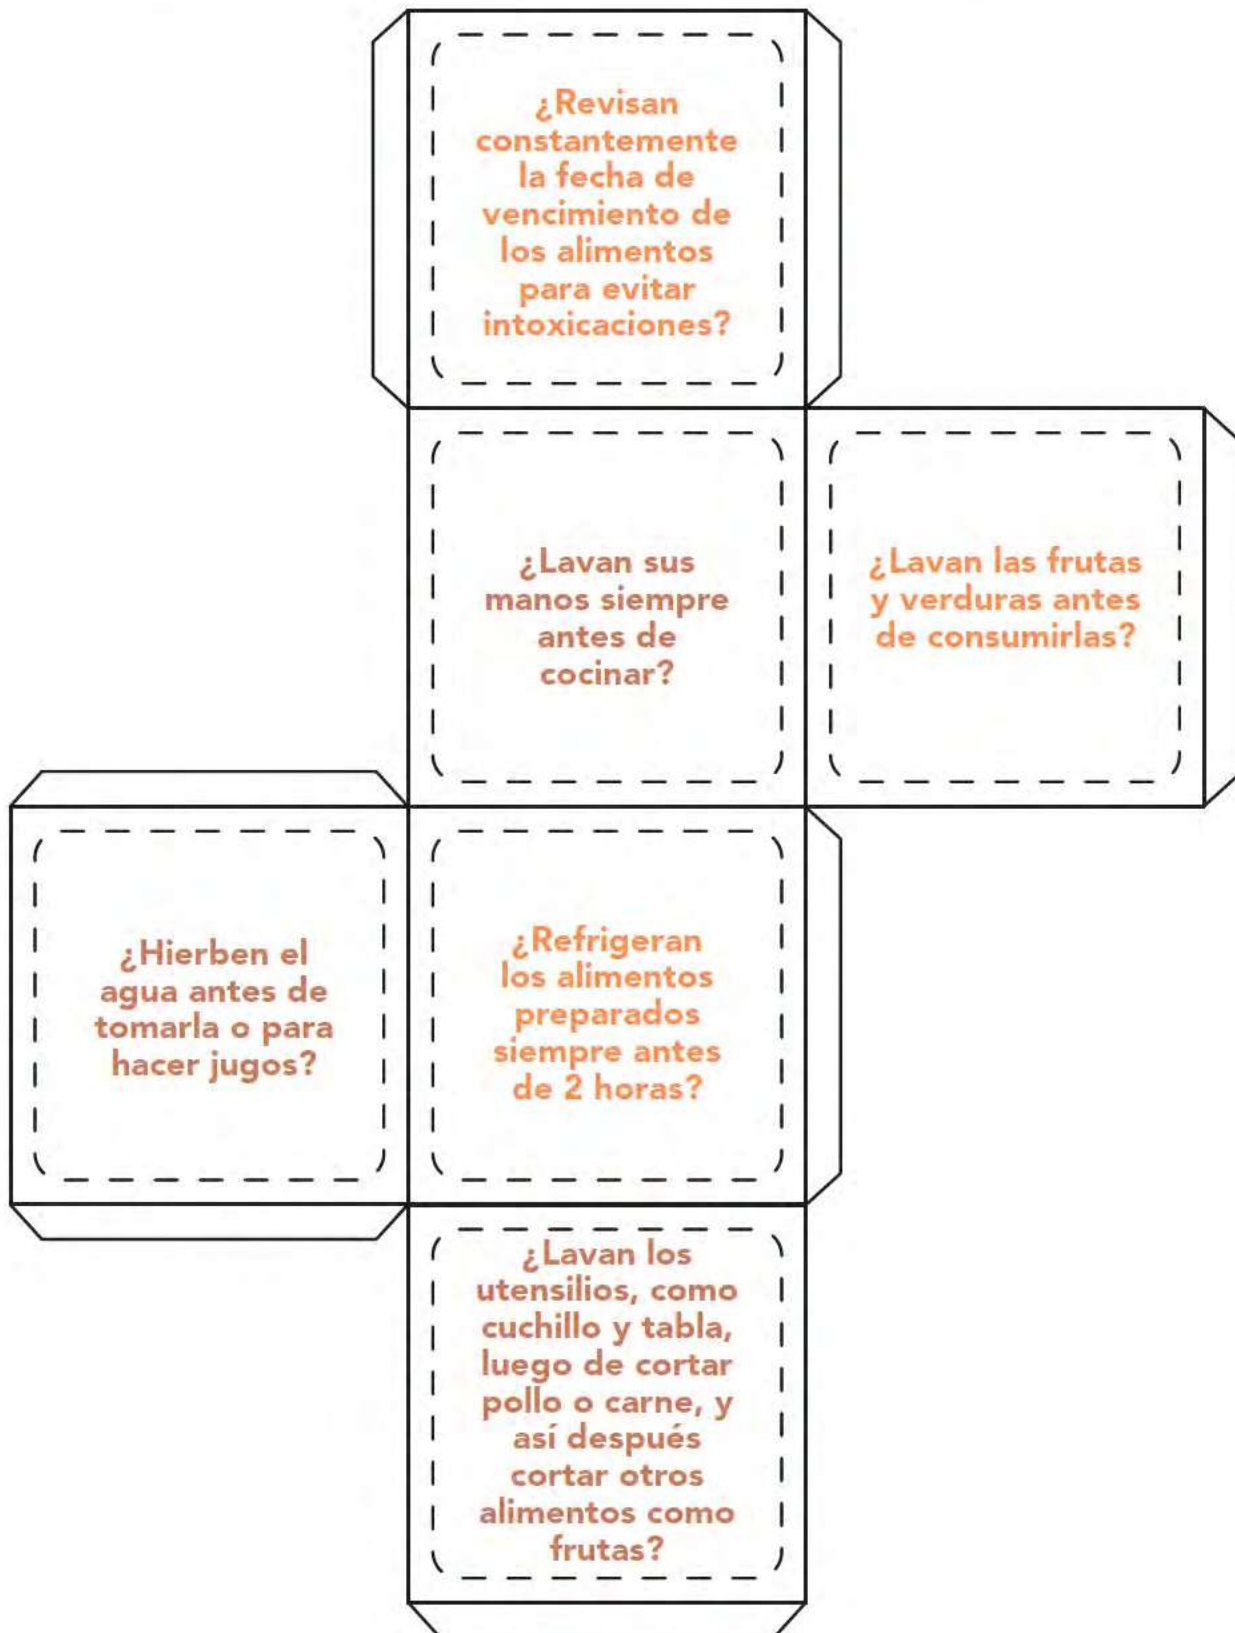 ¿Revisan
constantemente
la fecha de
vencimiento de
los alimentos
para evitar
intoxicaciones?
¿Lavan sus
manos siempre
antes de
cocinar?
¿Lavan las frutas
y verduras antes
de consumirlas?
¿Hierben el
agua antes de
tomarla o para
hacer jugos?
¿Refrigeran
los alimentos
preparados
siempre antes
de 2 horas?
¿Lavan los
utensilios, como
cuchillo y tabla,
luego de cortar
pollo o carne, y
así después
cortar otros
alimentos como
frutas?